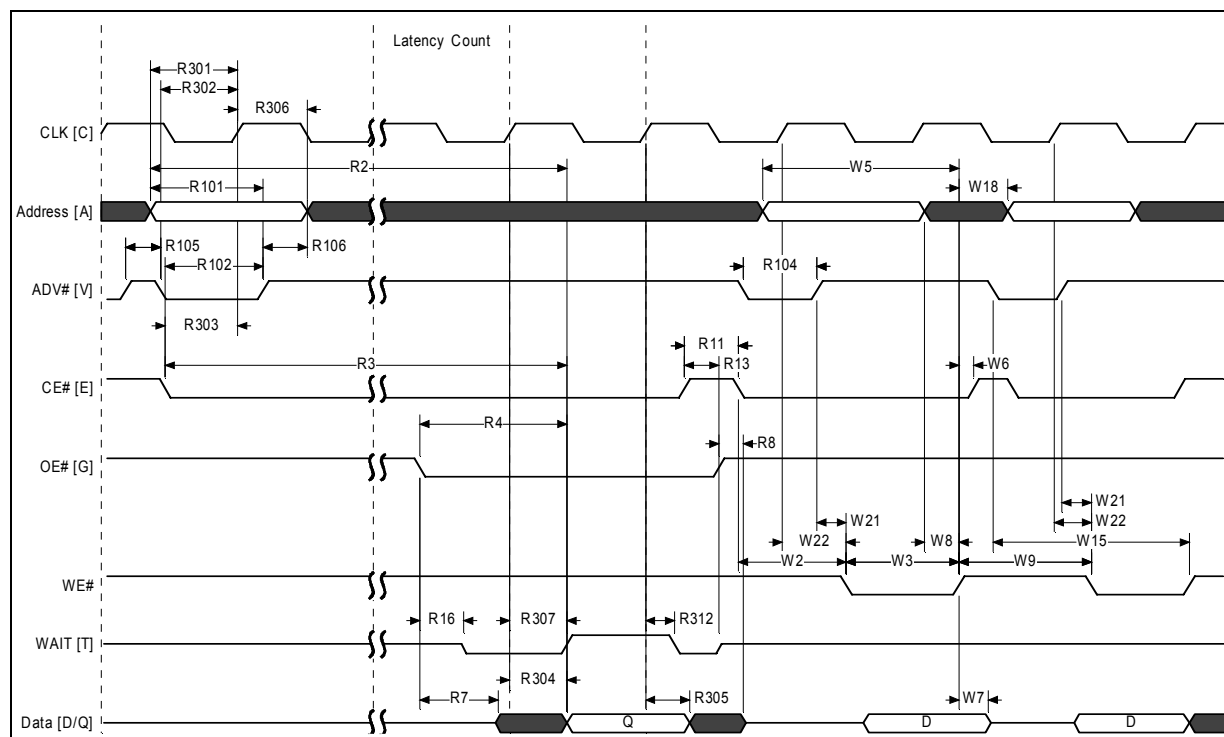 Latency Count
R301
R302
R306
CLK [C]
R2
W5
R101
W18
Address [A]
R105
R106
R102
R104
ADV# [V]
R303
R11
R3
R13
W6
CE# [E]
R4
R8
OE# [G]
W21
W21
W22
W22
W8
W15
W2
W3
W9
WE#
R16
R307
R312
WAIT [T]
R304
R7
R305
W7
Data [D/Q]
Q
D
D